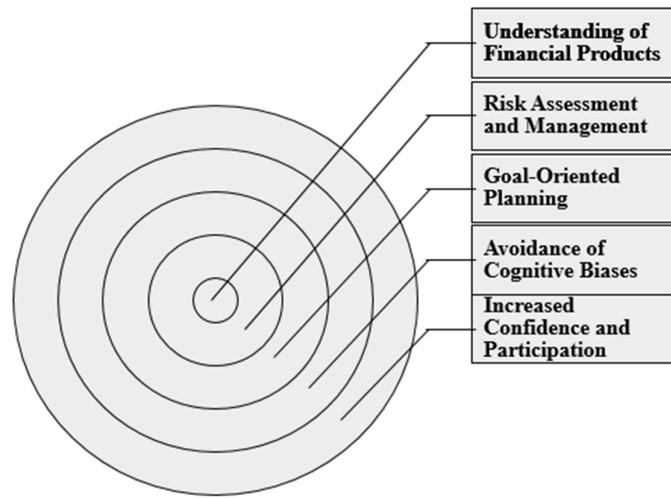 Understanding of
Financial Products
Risk Assessment
and Management
Goal-Oriented
Planning
Avoidance of
Cognitive Biases
Increased
Confidence and
Participation